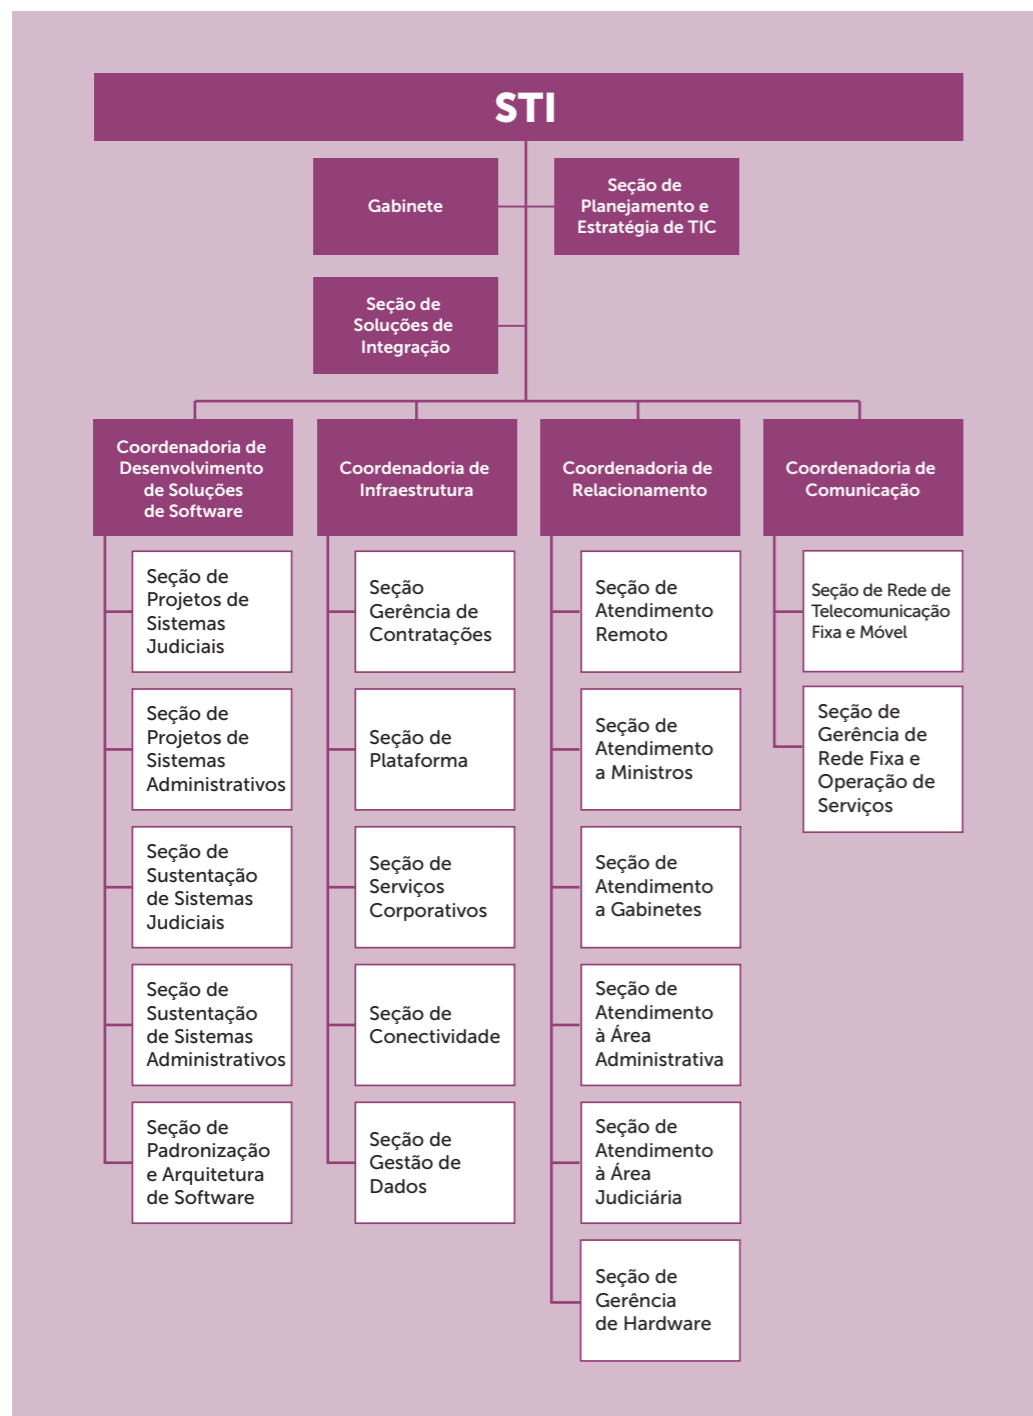 STI
Gabinete
Seção de
Planejamento e
Estratégia de TIC
Seção de
Soluções de
Integração
Coordenadoria de
Desenvolvimento
de Soluções
de Software
Seção de
Projetos de
Sistemas
Judiciais
Seção de
Projetos de
Sistemas
Administrativos
Seção de
Sustentação
de Sistemas
Judiciais
Seção de
Sustentação
de Sistemas
Administrativos
Seção de
Padronização
e Arquitetura
de Software
Coordenadoria de
Infraestrutura
Seção
Gerência de
Contratações
Seção de
Plataforma
Seção de
Serviços
Corporativos
Seção de
Conectividade
Seção de
Gestão de
Dados
Coordenadoria de
Relacionamento
Seção de
Atendimento
Remoto
Seção de
Atendimento
a Ministros
Seção de
Atendimento
a Gabinetes
Seção de
Atendimento
à Área
Administrativa
Seção de
Atendimento
à Área
Judiciária
Seção de
Gerência
de Hardware
Coordenadoria de
Comunicação
Seção de Rede de
Telecomunicação
Fixa e Móvel
Seção de
Gerência de
Rede Fixa e
Operação de
Serviços